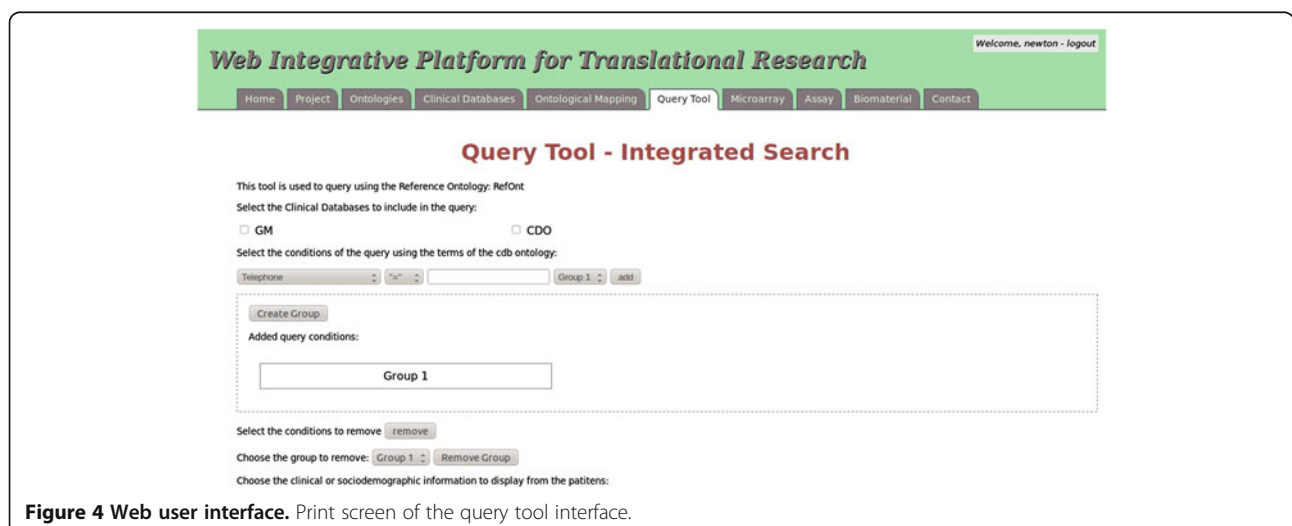 Welcome, newton - logout
Web Integrative Platform for Translational Research
Home Project Ontologies Clinical Databases Ontological Mapping Query Tool Microarray Assay Biomaterial Contact
Query Tool - Integrated Search
This tool is used to query using the Reference Ontology: RefOnt
Select the Clinical Databases to include in the query:
GM CDO
Select the conditions of the query using the terms of the cdb ontology:
Telephone "=" Group 1 add
Create Group
Added query conditions:
Group 1
Select the conditions to remove remove
Choose the group to remove: Group 1 Remove Group
Choose the clinical or sociodemographic information to display from the patitens:
Figure 4 Web user interface. Print screen of the query tool interface.